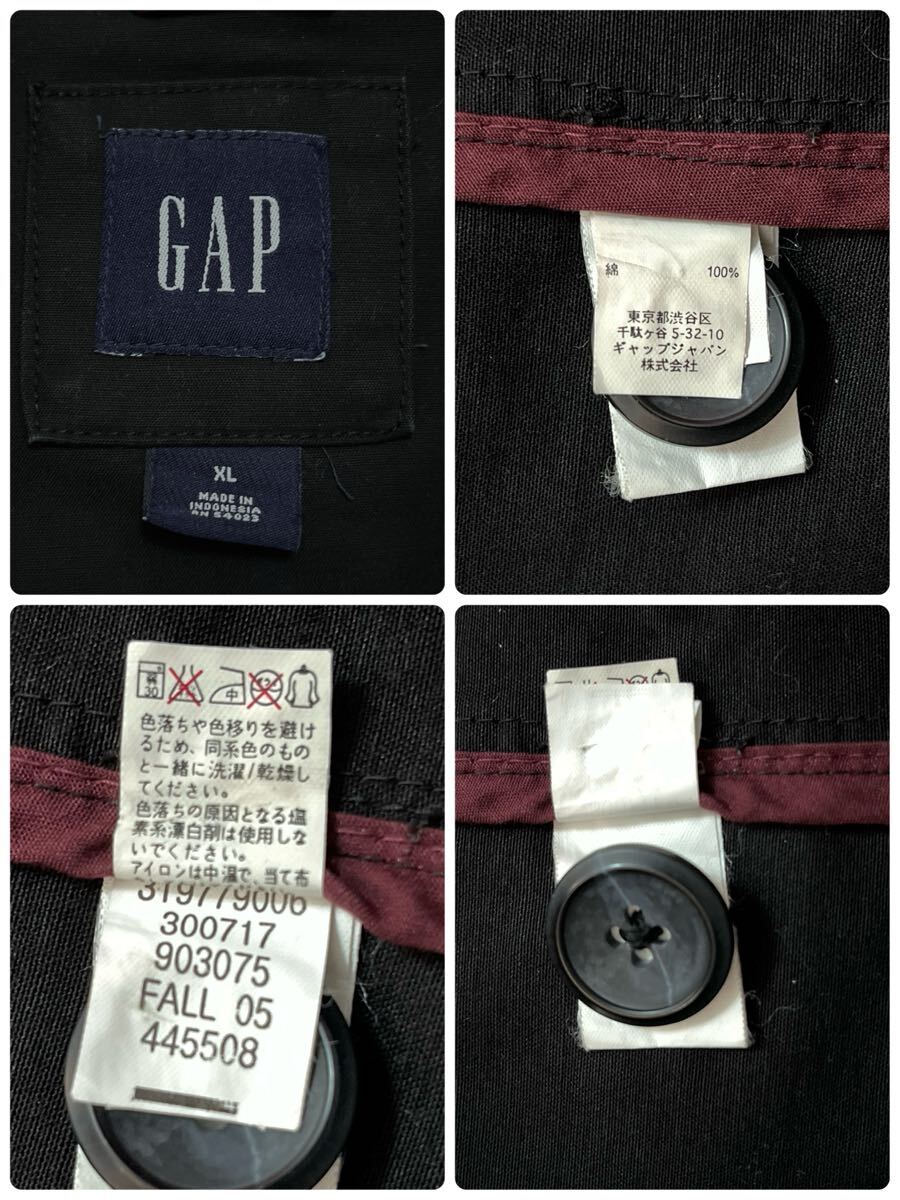 GAP
XL
MADE IN
INDONESIA
RN 54023
綿 100%
東京都渋谷区
千駄ヶ谷 5-32-10
ギャップジャパン
株式会社
30
中
色落ちや色移りを避け
るため、同系色のもの
と一緒に洗濯/乾燥し
てください。
色落ちの原因となる塩
素系漂白剤は使用しな
いでください。
アイロンは中温で、当て布
319779006
300717
903075
FALL 05
445508